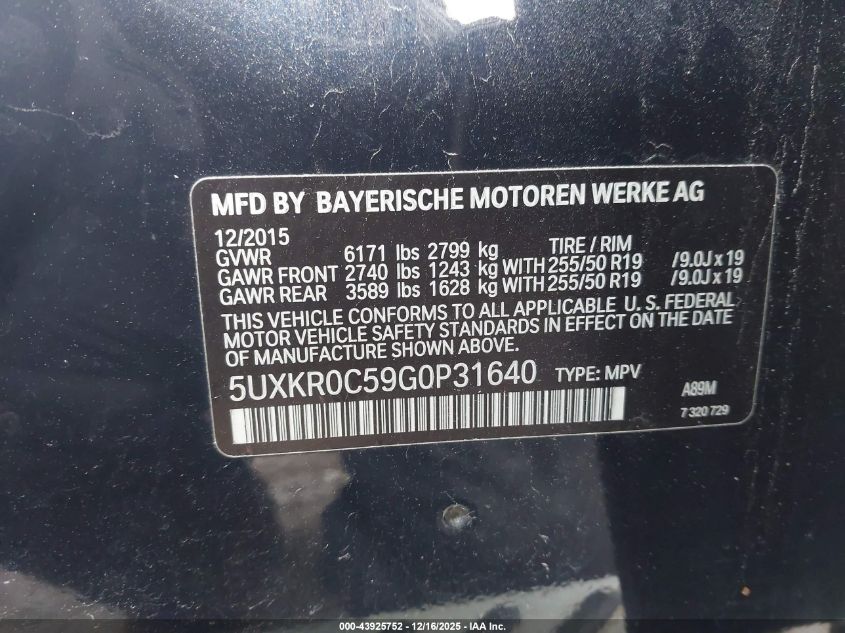 MFD BY BAYERISCHE MOTOREN WERKE AG
12/2015 TIRE / RIM
GVWR 6171 lbs 2799 kg
GAWR FRONT 2740 lbs 1243 kg WITH 255/50 R19 /9.0J x 19
GAWR REAR 3589 lbs 1628 kg WITH 255/50 R19 /9.0J x 19
THIS VEHICLE CONFORMS TO ALL APPLICABLE U. S. FEDERAL
MOTOR VEHICLE SAFETY STANDARDS IN EFFECT ON THE DATE
OF MANUFACTURE SHOWN ABOVE.
5UXKR0C59G0P31640 TYPE: MPV
A89M
7 320 729
000-43925752 - 12/16/2025 - IAA Inc.